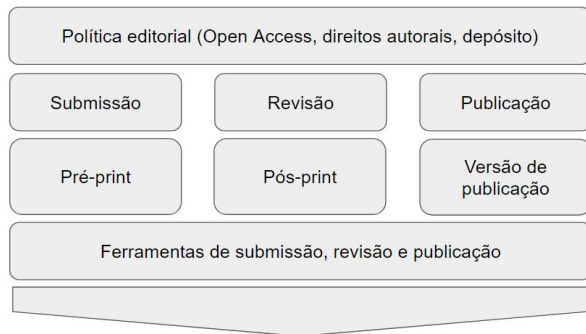 Política editorial (Open Access, direitos autorais, depósito)
Submissão
Revisão
Publicação
Pré-print
Pós-print
Versão de
publicação
Ferramentas de submissão, revisão e publicação